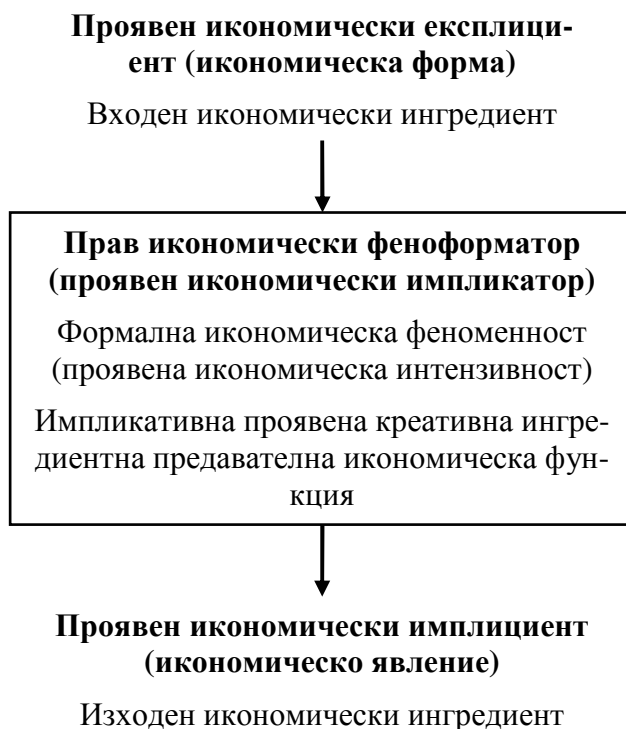 Проявен икономически експлици-
ент (икономическа форма)
Входен икономически ингредиент
Прав икономически феноформатор
(проявен икономически импликатор)
Формална икономическа феноменност
(проявена икономическа интензивност)
Импликативна проявена креативна ингре-
диентна предавателна икономическа фун-
кция
Проявен икономически имплициент
(икономическо явление)
Изходен икономически ингредиент